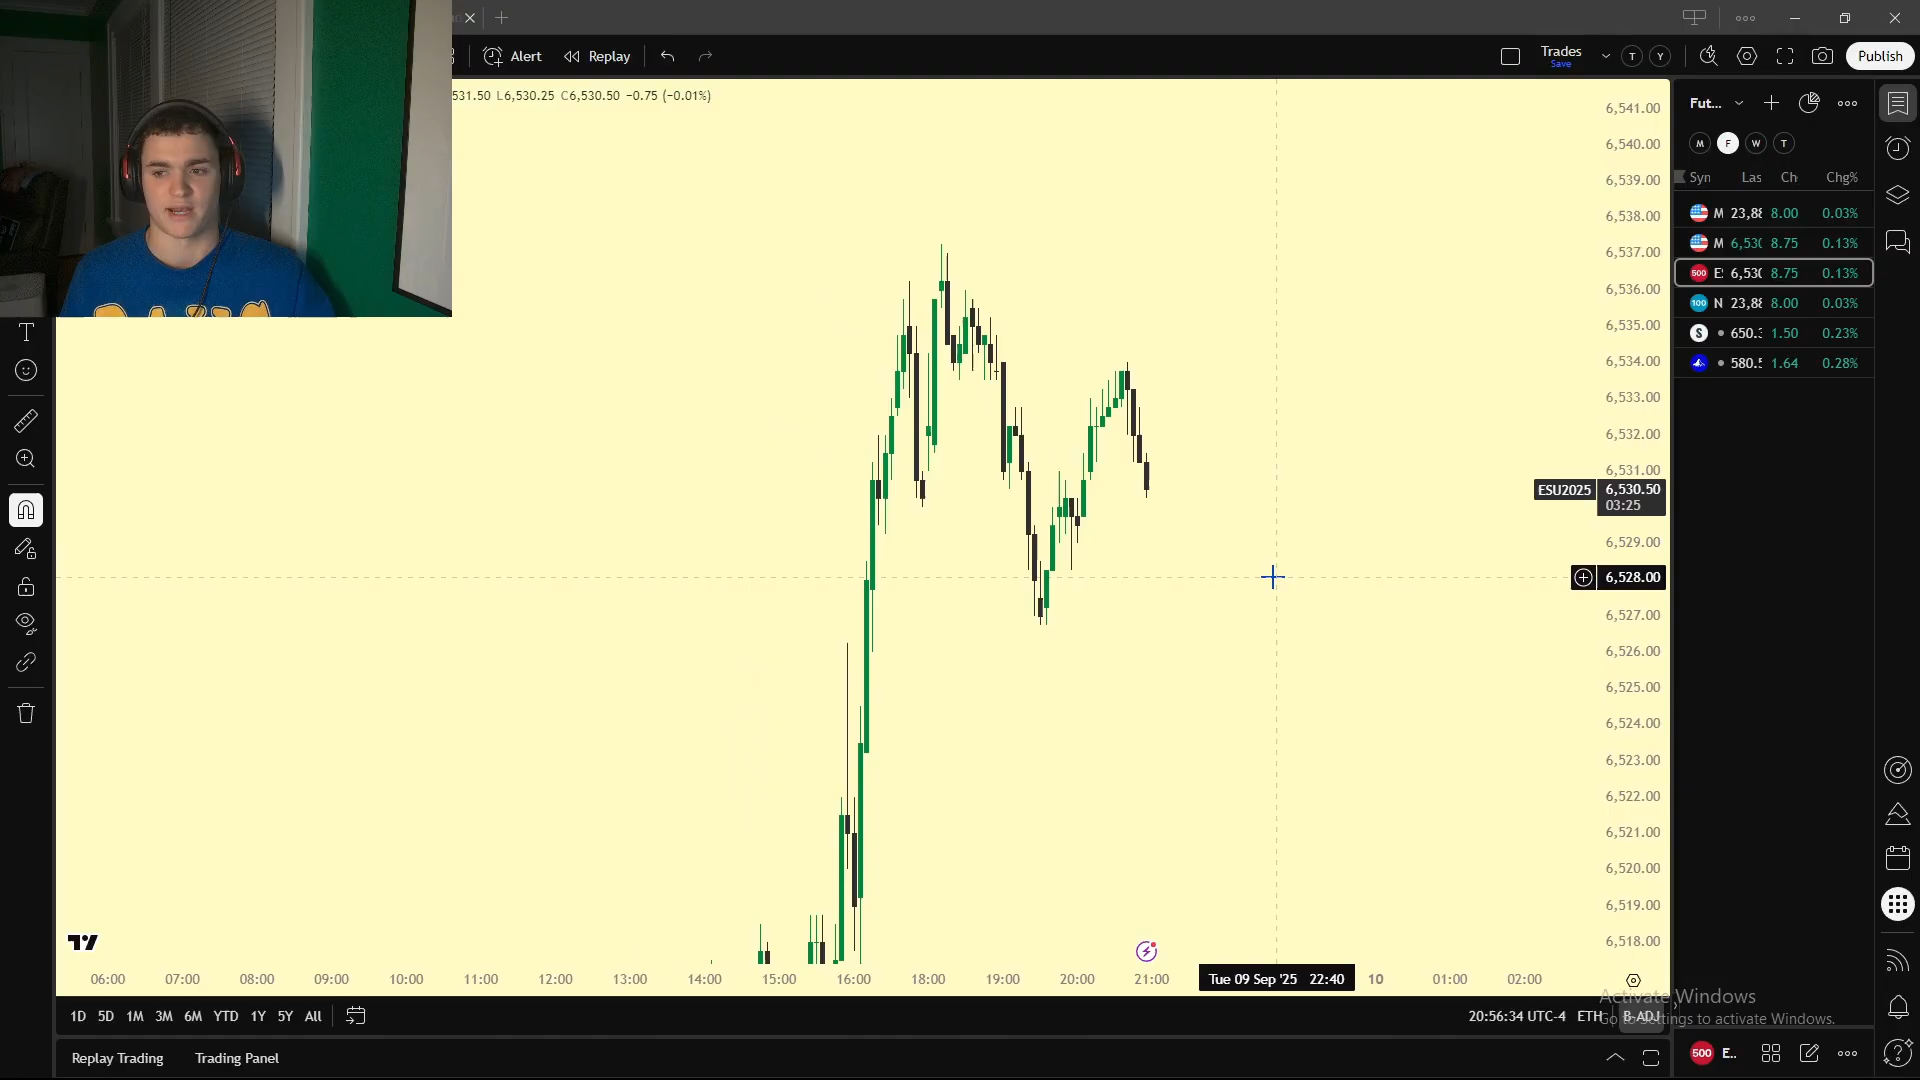 Alert
Replay
Trades
Save
T
Y
Publish
531.50 L6,530.25 C6,530.50 −0.75 (−0.01%)
Fut...
M F W T
Syn Las Ch Chg%
M 23,88 8.00 0.03%
M 6,530 8.75 0.13%
500 E 6,530 8.75 0.13%
100 N 23,88 8.00 0.03%
S 650.3 1.50 0.23%
580.5 1.64 0.28%
6,541.00
6,540.00
6,539.00
6,538.00
6,537.00
6,536.00
6,535.00
6,534.00
6,533.00
6,532.00
6,531.00
ESU2025 6,530.50
03:25
6,529.00
6,528.00
6,527.00
6,526.00
6,525.00
6,524.00
6,523.00
6,522.00
6,521.00
6,520.00
6,519.00
6,518.00
06:00 07:00 08:00 09:00 10:00 11:00 12:00 13:00 14:00 15:00 16:00 17:00 18:00 19:00 20:00 21:00 Tue 09 Sep '25 22:40 10 01:00 02:00
Activate Windows
Go to Settings to activate Windows.
1D 5D 1M 3M 6M YTD 1Y 5Y All
20:56:34 UTC-4 ETH B-ADJ
Replay Trading Trading Panel
500 E..